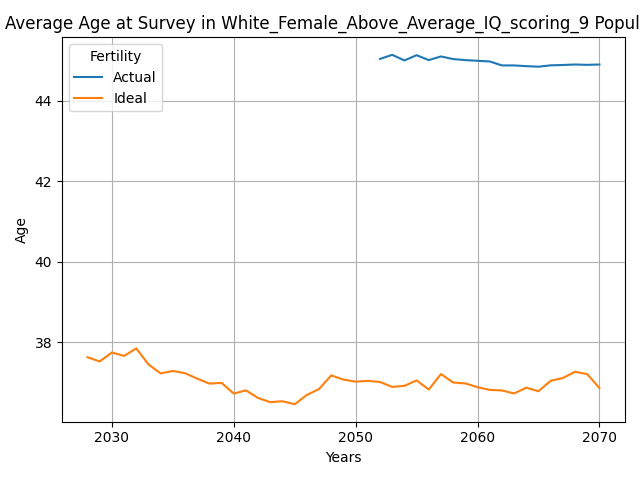 Average Age at Survey in White_Female_Above_Average_IQ_scoring_9 Popul
Fertility
Actual
Ideal
44
42
40
38
Age
2030
2040
2050
2060
2070
Years